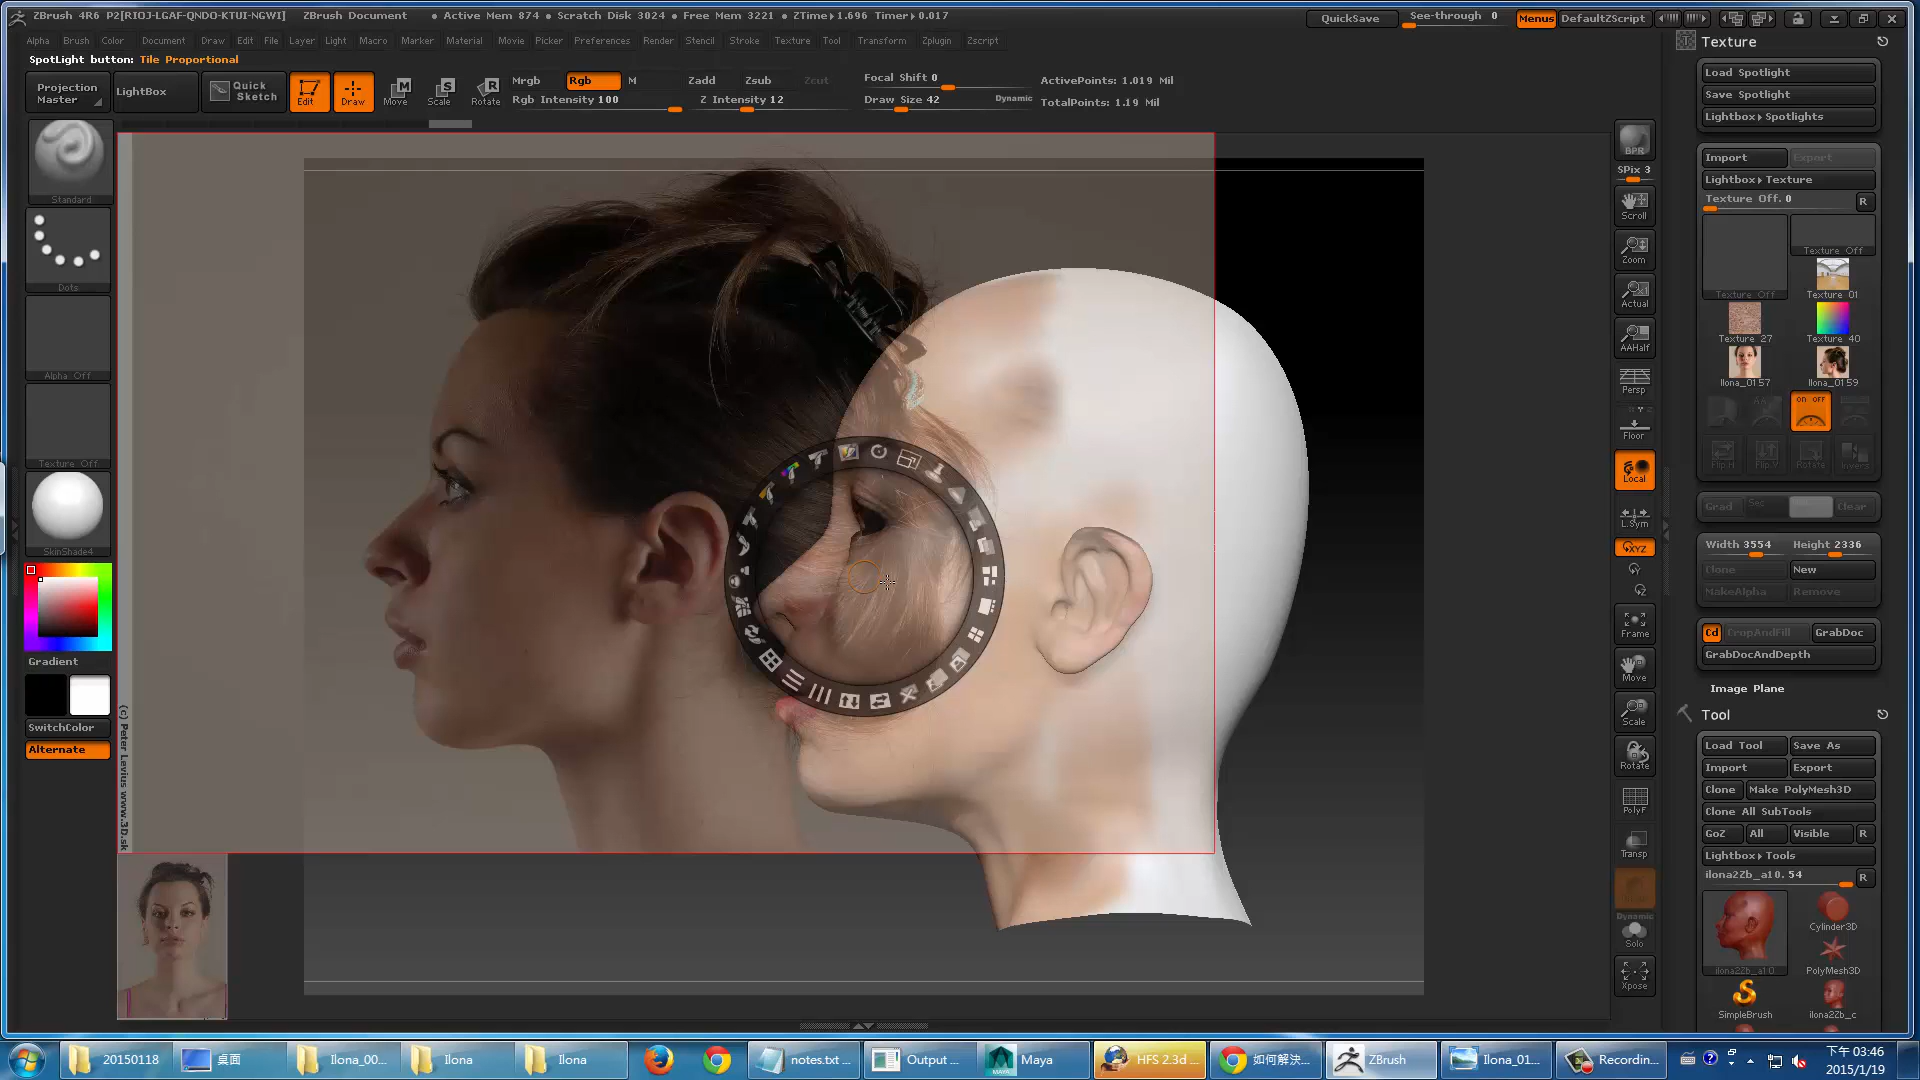 ZBrush 4R6 P2[RIOJ-LGAF-QNDO-KTUI-NGWI] ZBrush Document • Active Mem 874 • Scratch Disk 3024 • Free Mem 3221 • ZTime▸1.696 Timer▸0.017
QuickSave See-through 0 Menus DefaultZScript
Alpha Brush Color Document Draw Edit File Layer Light Macro Marker Material Movie Picker Preferences Render Stencil Stroke Texture Tool Transform Zplugin Zscript
SpotLight button: Tile Proportional
Projection Master
LightBox
Quick Sketch
Edit
Draw
Move
Scale
Rotate
Mrgb Rgb M
Rgb Intensity 100
Zadd Zsub Zcut
Z Intensity 12
Focal Shift 0
Draw Size 42 Dynamic
ActivePoints: 1.019 Mil
TotalPoints: 1.19 Mil
Standard
Dots
Alpha Off
Texture Off
SkinShade4
Gradient
SwitchColor
Alternate
(c) Peter Levius www.3D.sk
BPR
SPix 3
Scroll
Zoom
Actual
AAHalf
Persp
Floor
Local
L.Sym
XYZ
Frame
Move
Scale
Rotate
PolyF
Transp
Dynamic
Solo
Xpose
Texture
Load Spotlight
Save Spotlight
Lightbox▸Spotlights
Import Export
Lightbox▸Texture
Texture Off. 0 R
Texture Off
Texture Off
Texture 01
Texture 27
Texture 40
Ilona_0157
Ilona_0159
on off
Flip H Flip V Rotate Invers
Grad Sec Clear
Width 3554 Height 2336
Clone New
MakeAlpha Remove
Cd CropAndFill GrabDoc
GrabDocAndDepth
Image Plane
Tool
Load Tool Save As
Import Export
Clone Make PolyMesh3D
Clone All SubTools
GoZ All Visible R
Lightbox▸Tools
ilona2Zb_a10. 54 R
ilona2Zb_a10
Cylinder3D
PolyMesh3D
SimpleBrush
ilona2Zb_c
20150118
桌面
Ilona_00...
Ilona
Ilona
notes.txt ...
Output ...
Maya
HFS 2.3d ...
如何解決...
ZBrush
Ilona_01...
Recordin...
下午 03:46
2015/1/19